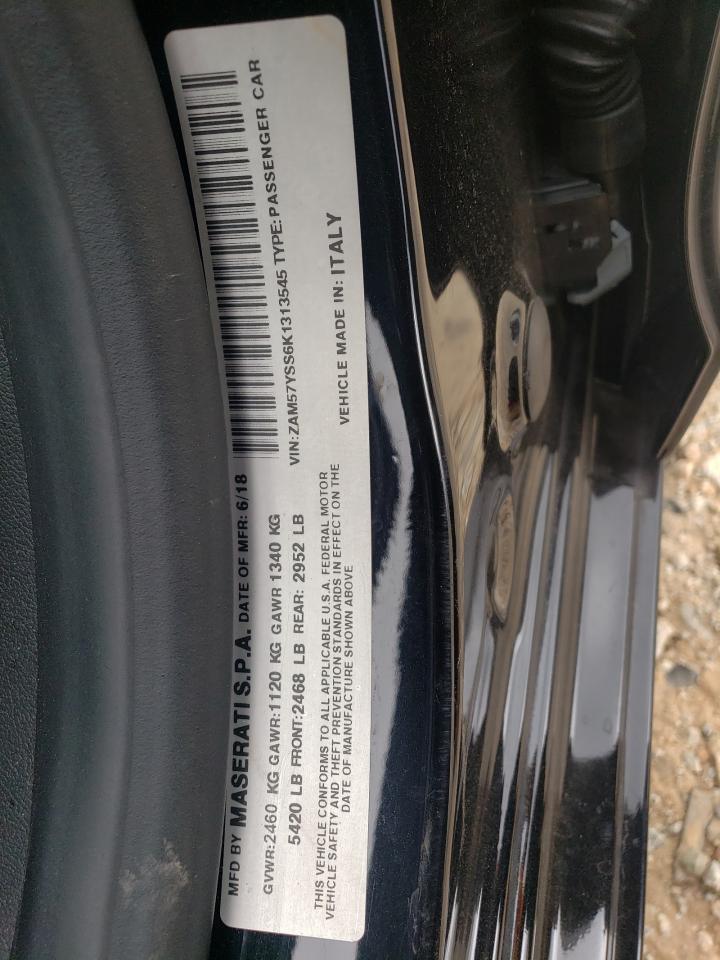 MFD BY MASERATI S.P.A. DATE OF MFR: 6/18
GVWR:2460 KG GAWR:1120 KG GAWR 1340 KG
5420 LB FRONT:2468 LB REAR: 2952 LB
THIS VEHICLE CONFORMS TO ALL APPLICABLE U.S.A. FEDERAL MOTOR
VEHICLE SAFETY AND THEFT PREVENTION STANDARDS IN EFFECT ON THE
DATE OF MANUFACTURE SHOWN ABOVE
VIN:ZAM57YSS6K1313545 TYPE:PASSENGER CAR
VEHICLE MADE IN: ITALY